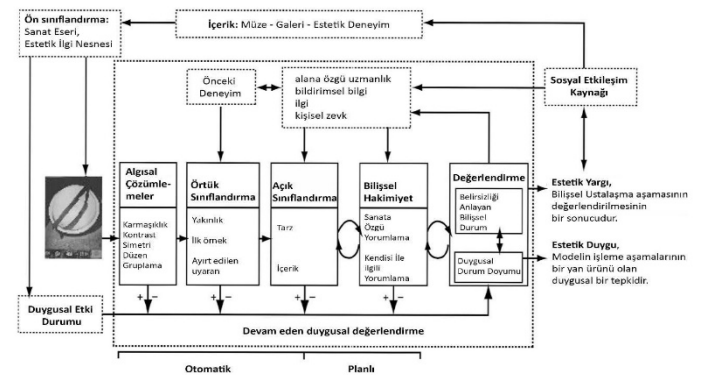 Ön sınıflandırma:
Sanat Eseri,
Estetik İlgi Nesnesi
İçerik: Müze - Galeri - Estetik Deneyim
Sosyal Etkileşim
Kaynağı
Önceki
Deneyim
alana özgü uzmanlık
bildirimsel bilgi
ilgi
kişisel zevk
Algısal
Çözümle-
meler
Karmaşıklık
Kontrast
Simetri
Düzen
Gruplama
Örtük
Sınıflandırma
Yakınlık
İlk örnek
Ayırt edilen
uyaran
Açık
Sınıflandırma
Tarz
İçerik
Bilişsel
Hakimiyet
Sanata
Özgü
Yorumlama
Kendisi İle
ilgili
Yorumlama
Değerlendirme
Belirsizliği
Anlayan
Bilişsel
Durum
Duygusal
Durum Doyumu
Estetik Yargı,
Bilişsel Ustalaşma aşamasının
değerlendirilmesinin
bir sonucudur.
Estetik Duygu,
Modelin işleme aşamalarının
bir yan ürünü olan
duygusal bir tepkidir.
+ −
+ −
+ −
+ −
Duygusal Etki
Durumu
Devam eden duygusal değerlendirme
Otomatik
Planlı